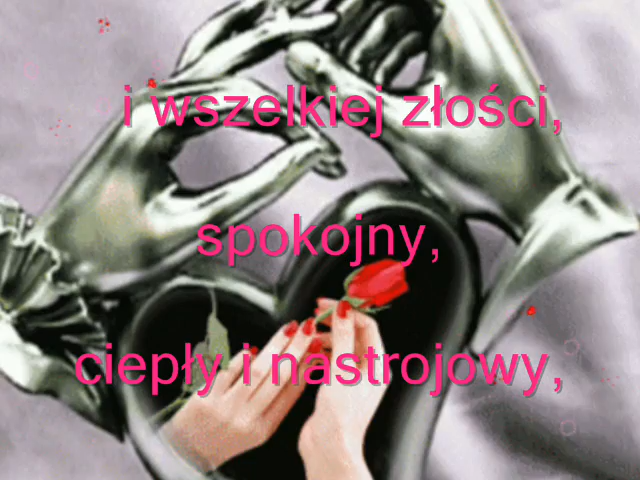 i wszelkiej złości,
spokojny,
ciepły i nastrojowy,